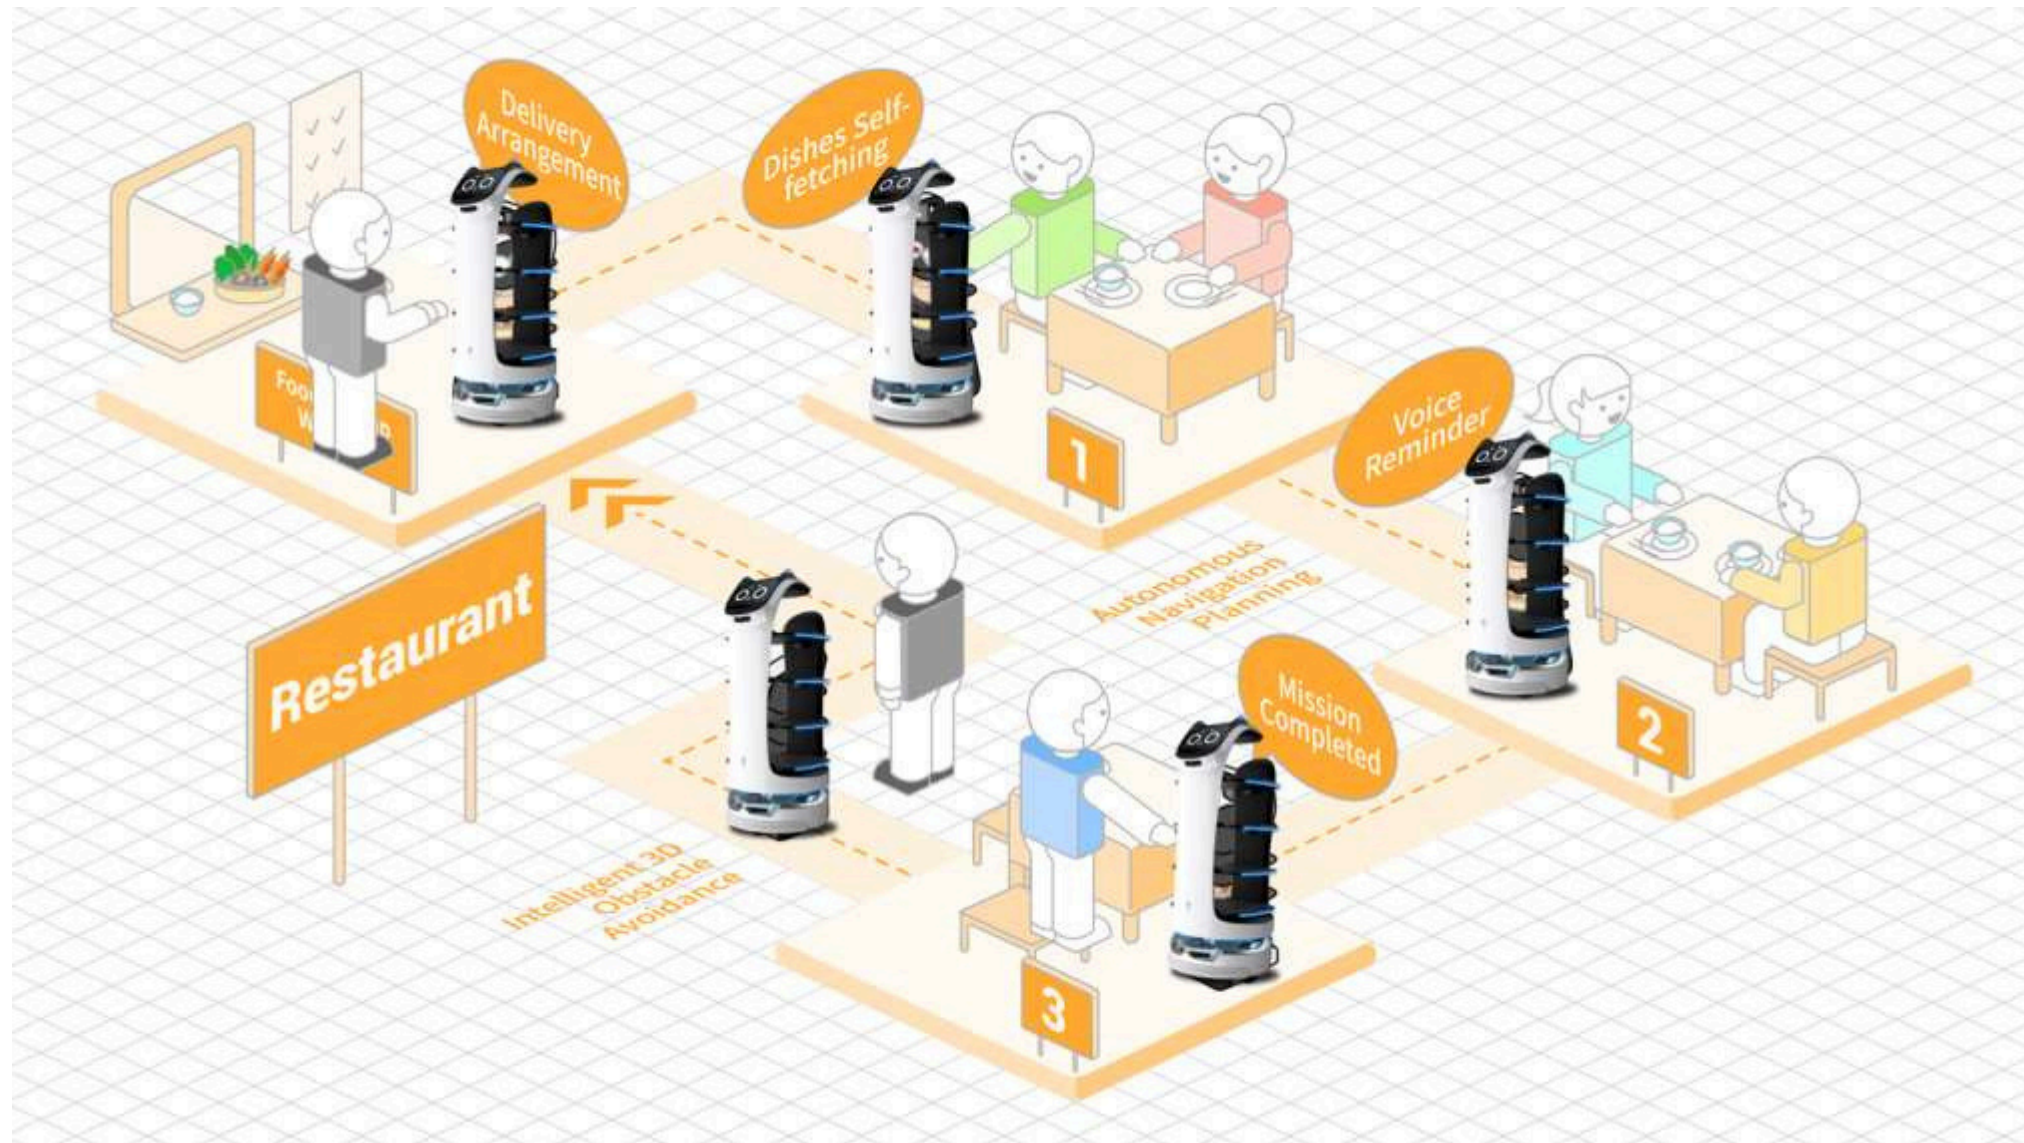 Delivery
Arrangement
Dishes Self-
fetching
1
Voice
Reminder
Restaurant
Autonomous
Navigation
Planning
2
Mission
Completed
Intelligent 3D
Obstacle
Avoidance
3